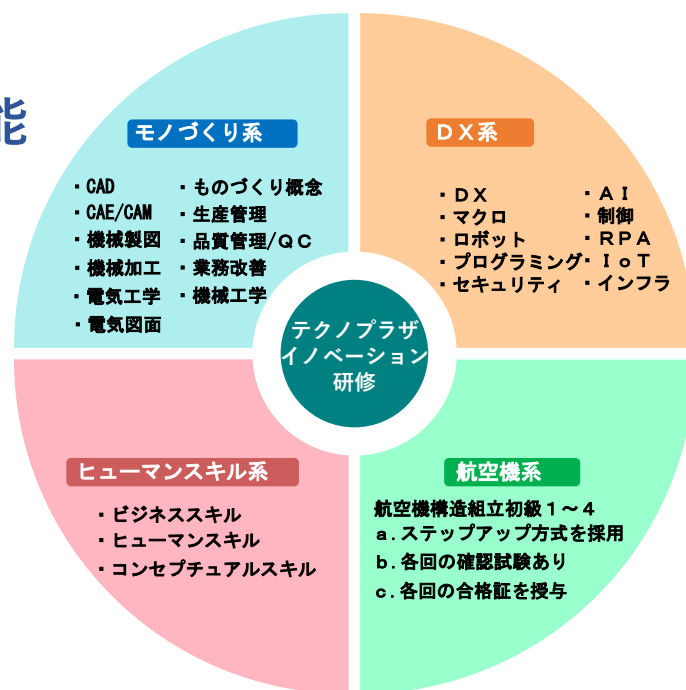 能
モノづくり系
・CAD
・CAE/CAM
・機械製図
・機械加工
・電気工学
・電気図面
・ものづくり概念
・生産管理
・品質管理/ＱＣ
・業務改善
・機械工学
ＤＸ系
・ＤＸ
・マクロ
・ロボット
・プログラミング
・セキュリティ
・ＡＩ
・制御
・ＲＰＡ
・ＩｏＴ
・インフラ
テクノプラザ
イノベーション
研修
ヒューマンスキル系
・ビジネススキル
・ヒューマンスキル
・コンセプチュアルスキル
航空機系
航空機構造組立初級１～４
ａ.ステップアップ方式を採用
ｂ.各回の確認試験あり
ｃ.各回の合格証を授与